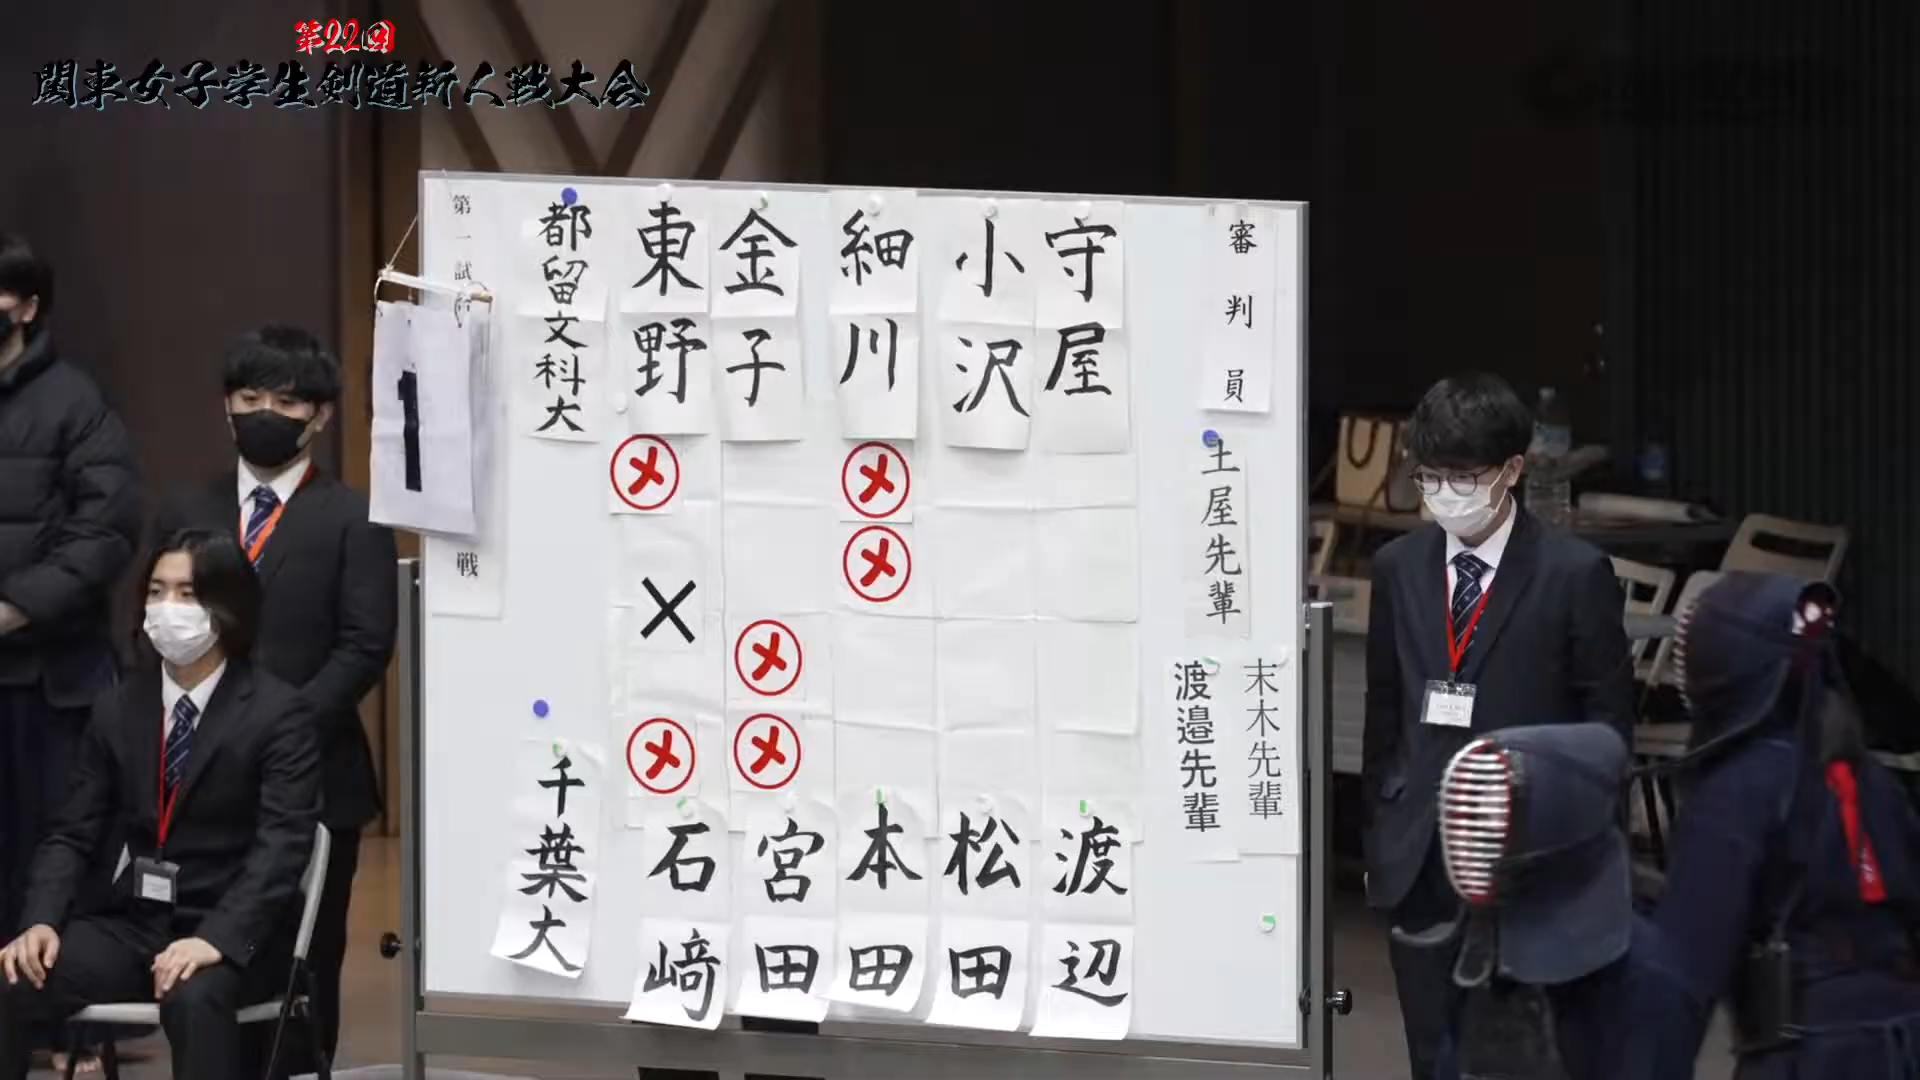 第22回
関東女子学生剣道新人戦大会
第一試合
戦
1
都留文科大
東野
金子
細川
小沢
守屋
メ
メ
メ
×
メ
メ
メ
千葉大
石﨑
宮田
本田
松田
渡辺
審判員
土屋先輩
渡邉先輩
末木先輩